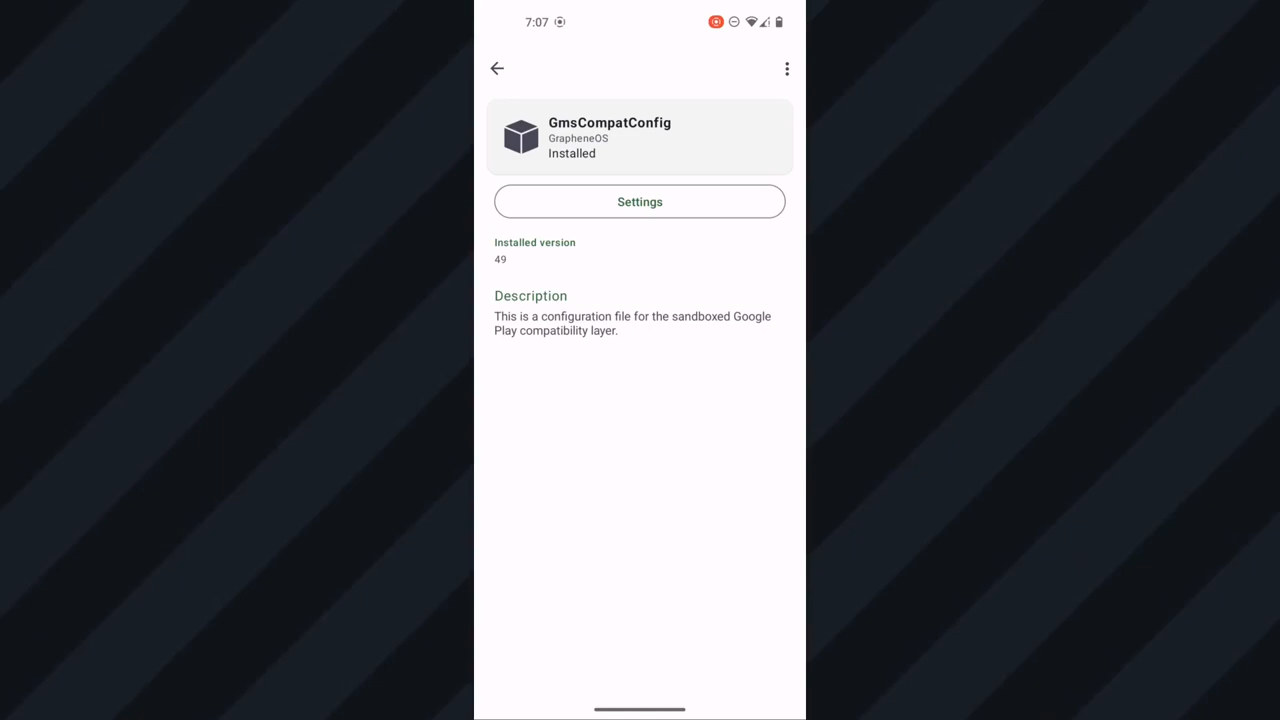 7:07
GmsCompatConfig
GrapheneOS
Installed
Settings
Installed version
49
Description
This is a configuration file for the sandboxed Google
Play compatibility layer.